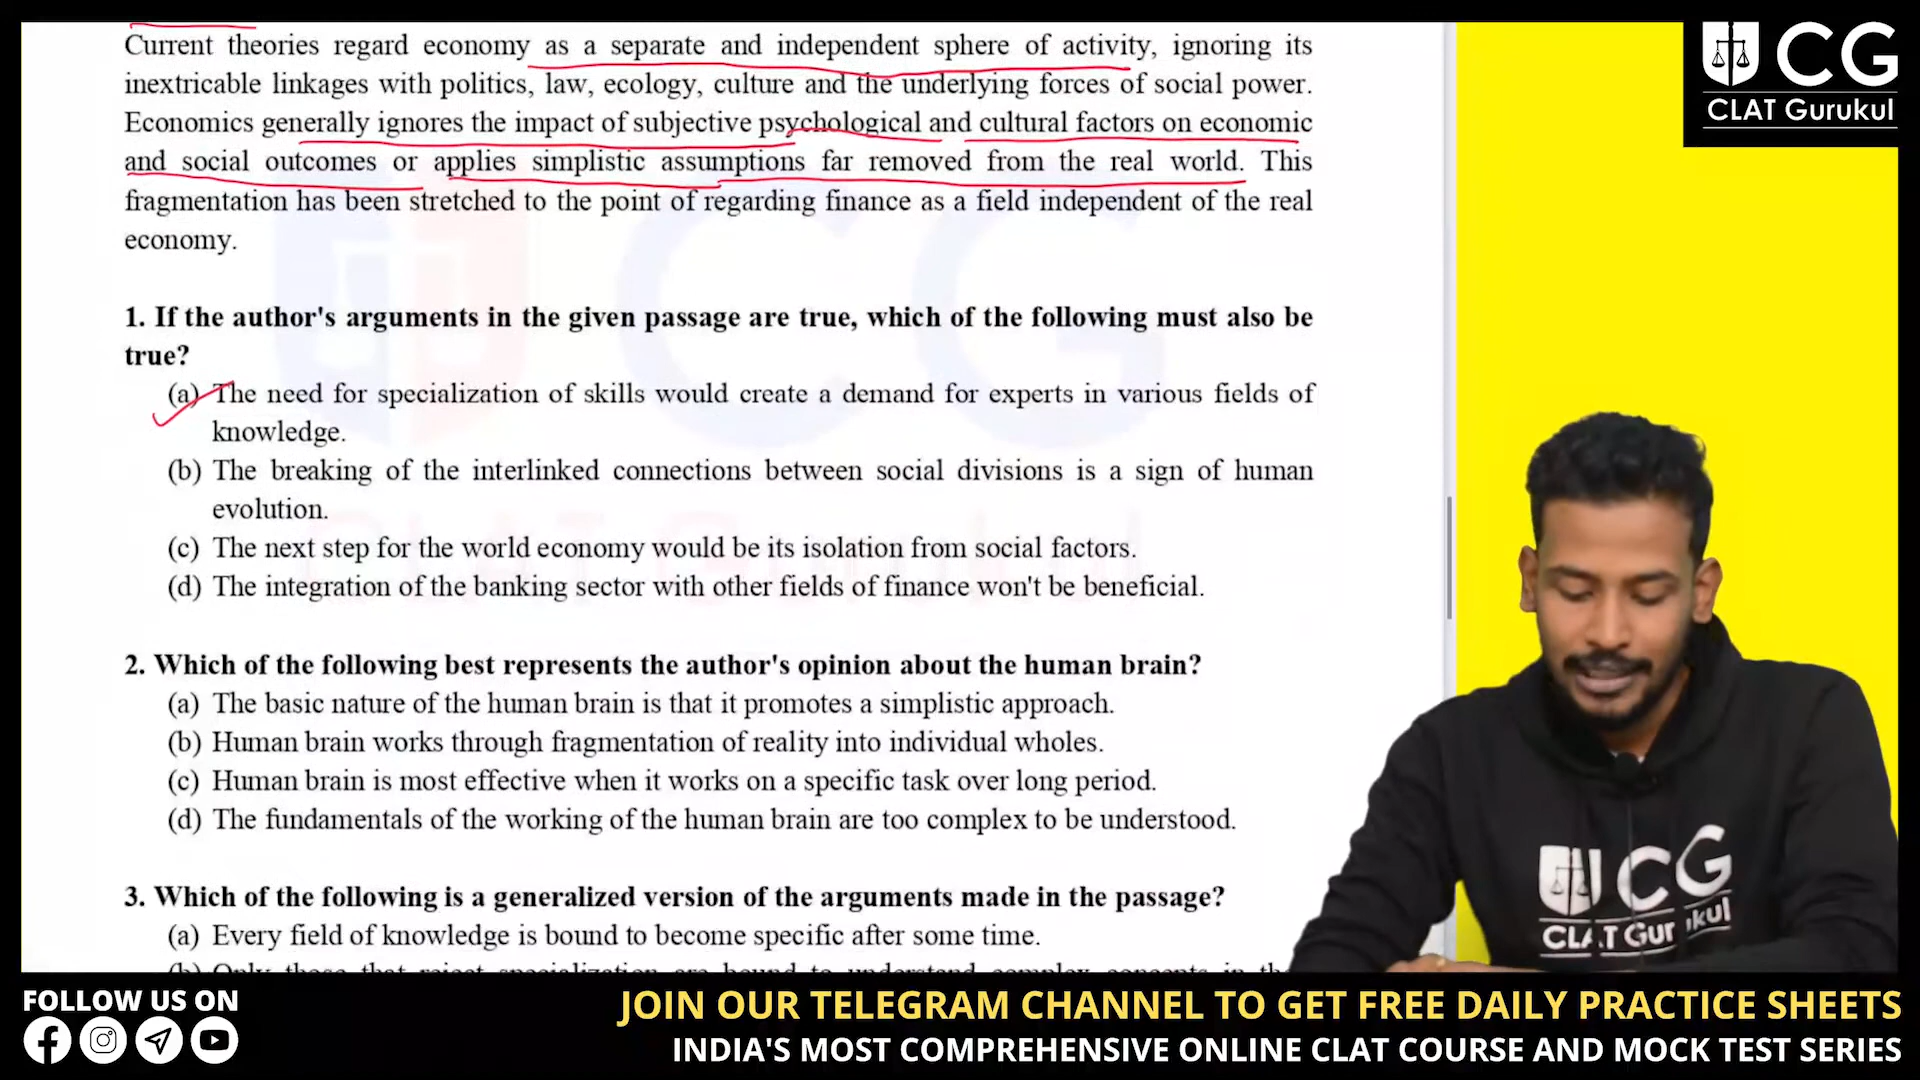 Current theories regard economy as a separate and independent sphere of activity, ignoring its
inextricable linkages with politics, law, ecology, culture and the underlying forces of social power.
Economics generally ignores the impact of subjective psychological and cultural factors on economic
and social outcomes or applies simplistic assumptions far removed from the real world. This
fragmentation has been stretched to the point of regarding finance as a field independent of the real
economy.
1. If the author's arguments in the given passage are true, which of the following must also be
true?
(a) The need for specialization of skills would create a demand for experts in various fields of
knowledge.
(b) The breaking of the interlinked connections between social divisions is a sign of human
evolution.
(c) The next step for the world economy would be its isolation from social factors.
(d) The integration of the banking sector with other fields of finance won't be beneficial.
2. Which of the following best represents the author's opinion about the human brain?
(a) The basic nature of the human brain is that it promotes a simplistic approach.
(b) Human brain works through fragmentation of reality into individual wholes.
(c) Human brain is most effective when it works on a specific task over long period.
(d) The fundamentals of the working of the human brain are too complex to be understood.
3. Which of the following is a generalized version of the arguments made in the passage?
(a) Every field of knowledge is bound to become specific after some time.
(b) Only those that reject specialization are bound to understand complex concepts in
CG
CLAT Gurukul
CG
CLAT Gurukul
FOLLOW US ON
JOIN OUR TELEGRAM CHANNEL TO GET FREE DAILY PRACTICE SHEETS
INDIA'S MOST COMPREHENSIVE ONLINE CLAT COURSE AND MOCK TEST SERIES